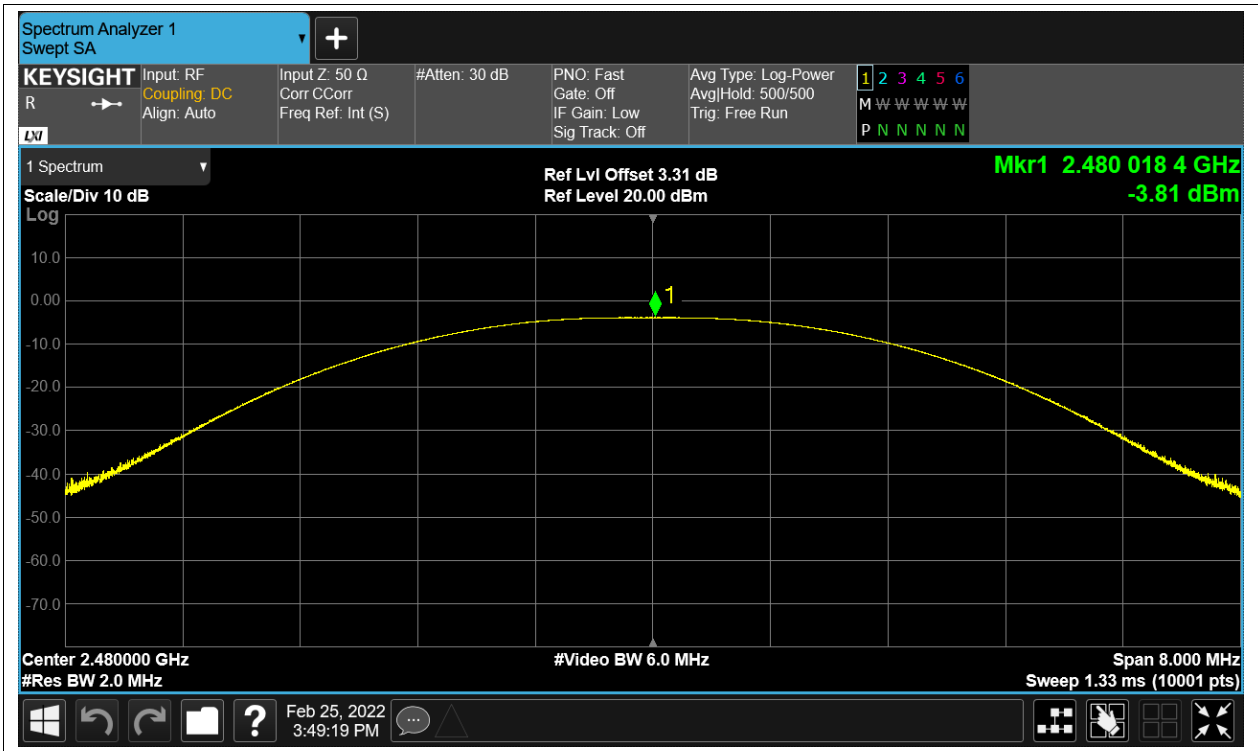 Spectrum Analyzer 1
Swept SA
KEYSIGHT
R
LXI
Input: RF
Coupling: DC
Align: Auto
Input Z: 50 Ω
Corr CCorr
Freq Ref: Int (S)
#Atten: 30 dB
PNO: Fast
Gate: Off
IF Gain: Low
Sig Track: Off
Avg Type: Log-Power
Avg|Hold: 500/500
Trig: Free Run
1 2 3 4 5 6
M W W W W W W
P N N N N N N
1 Spectrum
Scale/Div 10 dB
Log
Ref Lvl Offset 3.31 dB
Ref Level 20.00 dBm
Mkr1 2.480 018 4 GHz
-3.81 dBm
10.0
0.00
-10.0
-20.0
-30.0
-40.0
-50.0
-60.0
-70.0
1
Center 2.480000 GHz
#Res BW 2.0 MHz
#Video BW 6.0 MHz
Span 8.000 MHz
Sweep 1.33 ms (10001 pts)
?
Feb 25, 2022
3:49:19 PM